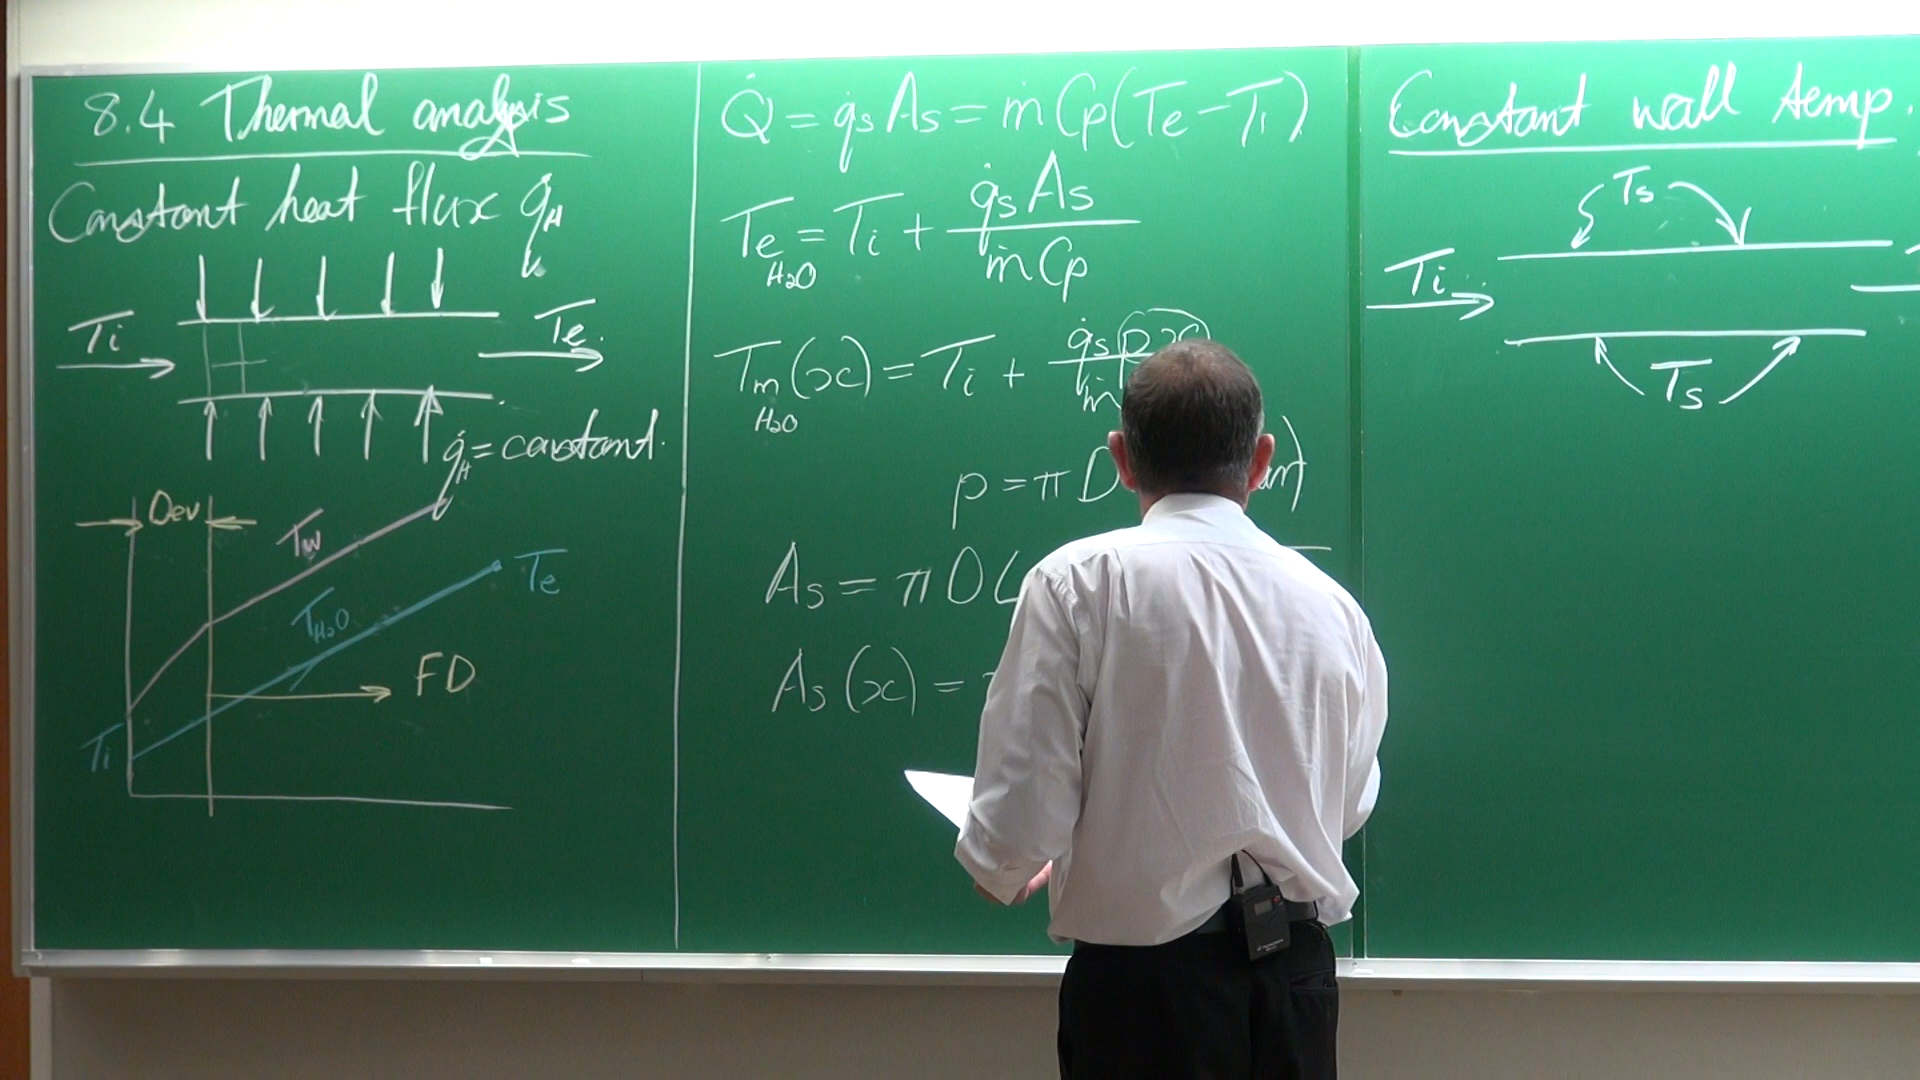 8.4 Thermal analysis
Constant heat flux q̇H
Ti
Te.
q̇H = constant.
Dev
Tw
TH₂O
Te
FD
Ti
Q̇ = q̇s As = ṁ Cp (Te − Ti)
Te H₂O = Ti + q̇s As / ṁ Cp
Tm(x) H₂O = Ti + q̇s p x / ṁ
p = π D
As = π D L
As(x) =
Constant wall temp.
Ts
Ti
Ts